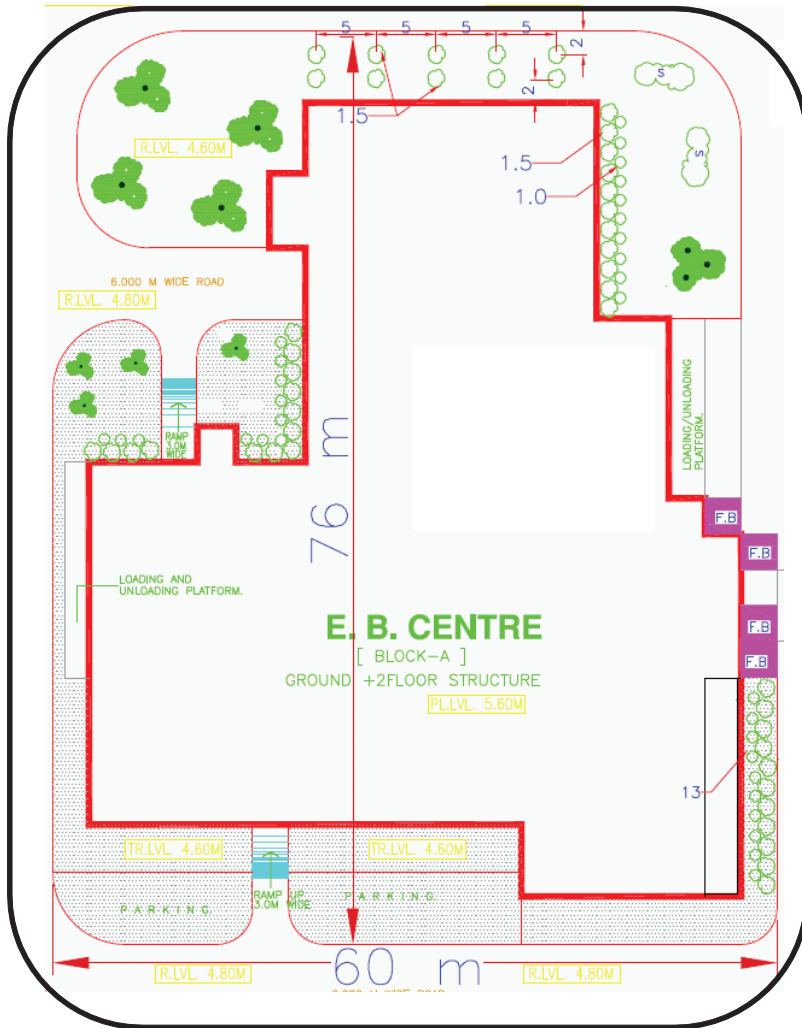 5 5 5 5
2
2
1.5
S
R.LVL. 4.60M
1.5
S
1.0
6.000 M WIDE ROAD
R.LVL. 4.80M
LOADING/UNLOADING
PLATFORM.
RAMP
3.0M
WIDE
76 m
F.B
F.B
LOADING AND
UNLOADING PLATFORM.
E. B. CENTRE
F.B
[ BLOCK-A ]
F.B
GROUND +2FLOOR STRUCTURE
PL.LVL. 5.60M
13
TR.LVL. 4.60M
TR.LVL. 4.60M
RAMP UP
3.0M WIDE
PARKING.
PARKING.
60 m
R.LVL. 4.80M
R.LVL. 4.80M